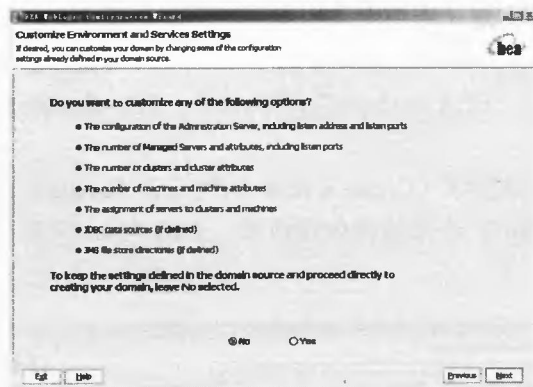 BEA WebLogic Configuration Wizard
Customize Environment and Services Settings
If desired, you can customize your domain by changing some of the configuration
settings already defined in your domain source.
bea
Do you want to customize any of the following options?
• The configuration of the Administration Server, including listen address and listen ports
• The number of Managed Servers and attributes, including listen ports
• The number of clusters and cluster attributes
• The number of machines and machine attributes
• The assignment of servers to clusters and machines
• JDBC data sources (if defined)
• JMS file store directories (if defined)
To keep the settings defined in the domain source and proceed directly to
creating your domain, leave No selected.
No Yes
Exit Help Previous Next